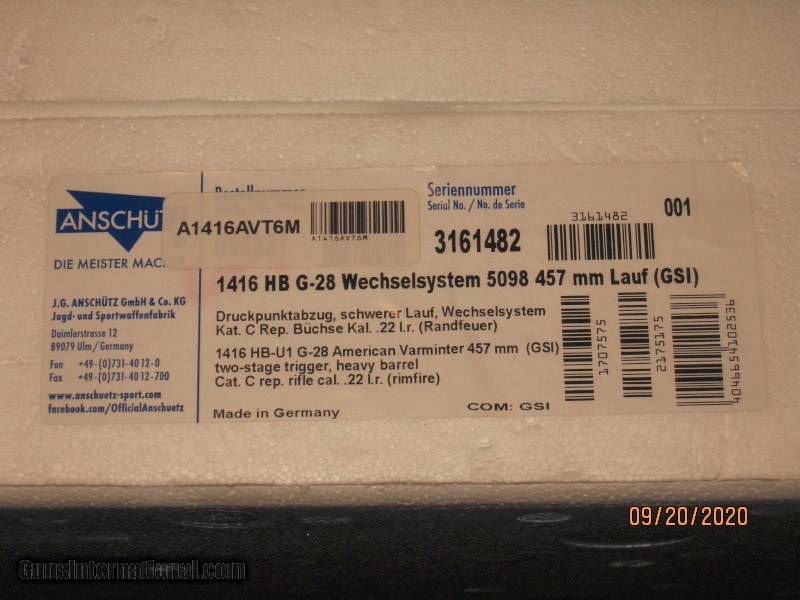 ANSCHÜTZ
DIE MEISTER MAC
J.G. ANSCHÜTZ GmbH & Co. KG
Jagd- und Sportwaffenfabrik
Daimlerstrasse 12
89079 Ulm/Germany
Fon +49-(0)731-40 12-0
Fax +49-(0)731-40 12-700
www.anschuetz-sport.com
facebook.com/OfficialAnschuetz
Bestellnummer
A1416AVT6M
A1416AVT6M
Seriennummer
Serial No./ No. de Serie
3161482
3161482
001
1416 HB G-28 Wechselsystem 5098 457 mm Lauf (GSI)
Druckpunktabzug, schwerer Lauf, Wechselsystem
Kat. C Rep. Büchse Kal. .22 l.r. (Randfeuer)
1416 HB-U1 G-28 American Varminter 457 mm (GSI)
two-stage trigger, heavy barrel
Cat. C rep. rifle cal. .22 l.r. (rimfire)
Made in Germany
COM: GSI
1707575
2175175
4046654102536
09/20/2020
GunsInternational.com